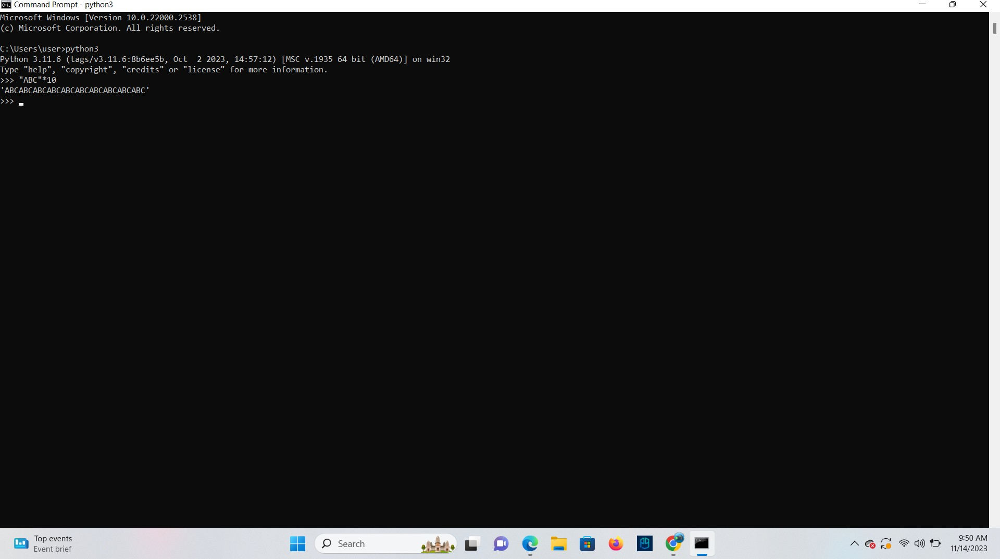 Command Prompt - python3
Microsoft Windows [Version 10.0.22000.2538]
(c) Microsoft Corporation. All rights reserved.
C:\Users\user>python3
Python 3.11.6 (tags/v3.11.6:8b6ee5b, Oct  2 2023, 14:57:12) [MSC v.1935 64 bit (AMD64)] on win32
Type "help", "copyright", "credits" or "license" for more information.
>>> "ABC"*10
'ABCABCABCABCABCABCABCABCABCABC'
>>>
Top events
Event brief
Search
9:50 AM
11/14/2023